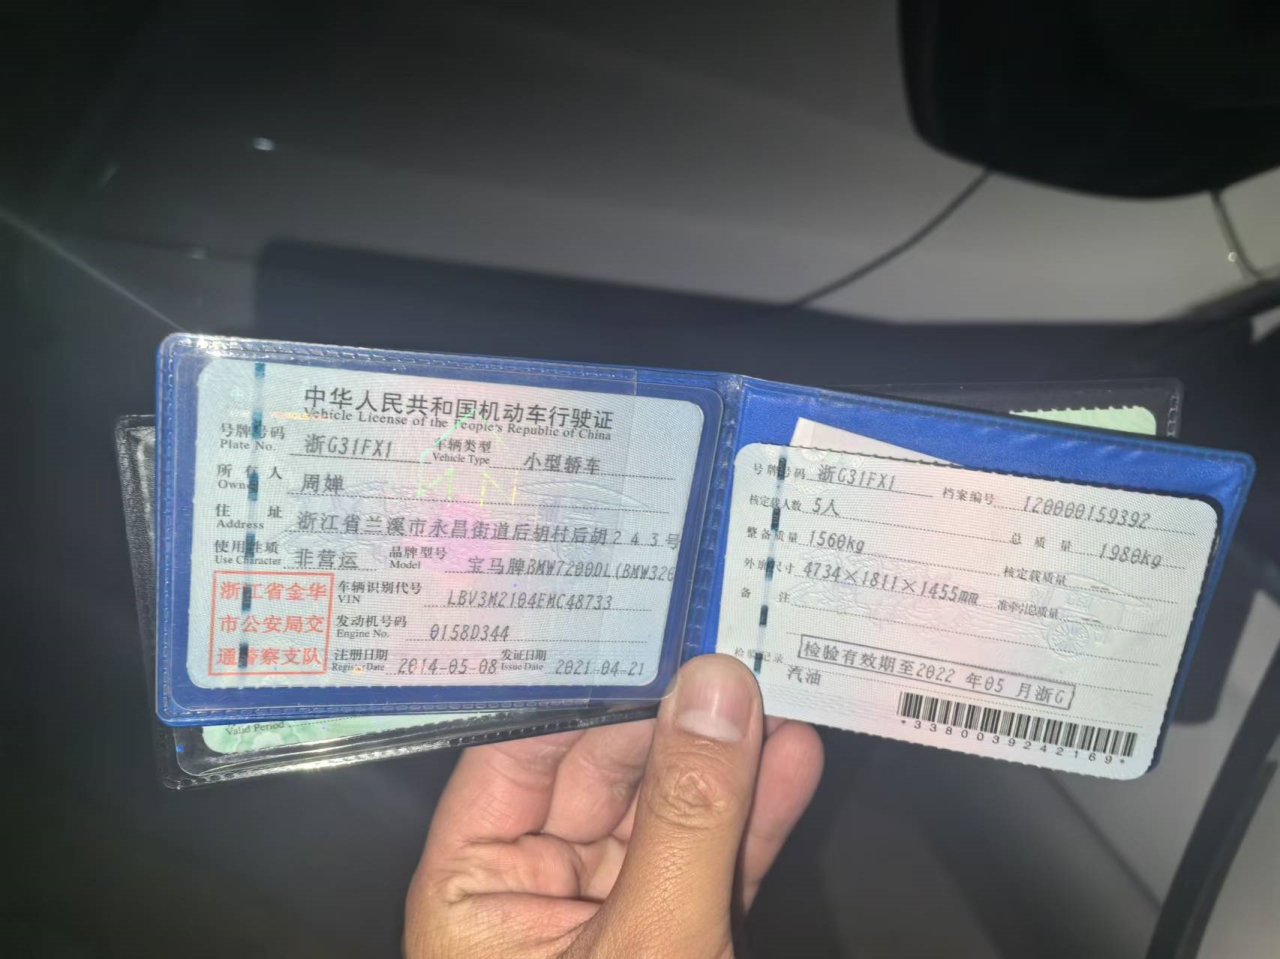 中华人民共和国机动车行驶证
Vehicle License of the People's Republic of China
号牌号码 浙G31FX1 车辆类型 小型轿车
Plate No. Vehicle Type
所有人 周婵
Owner
住址 浙江省兰溪市永昌街道后胡村后胡243号
Address
使用性质 非营运 品牌型号 宝马牌BMW7200DL(BMW320
Use Character Model
浙江省金华
市公安局交
通警察支队
车辆识别代号 LBV3M2104EMC48733
VIN
发动机号码 0158D344
Engine No.
注册日期 2014-05-08 发证日期 2021-04-21
Register Date Issue Date
Valid Period
号牌号码 浙G31FX1 档案编号 120000159392
核定载人数 5人 总质量 1980kg
整备质量 1560kg 核定载质量
外廓尺寸 4734×1811×1455mm 准牵引总质量
备注
检验有效期至2022年05月浙G
检验记录
汽油
*3380039242169*